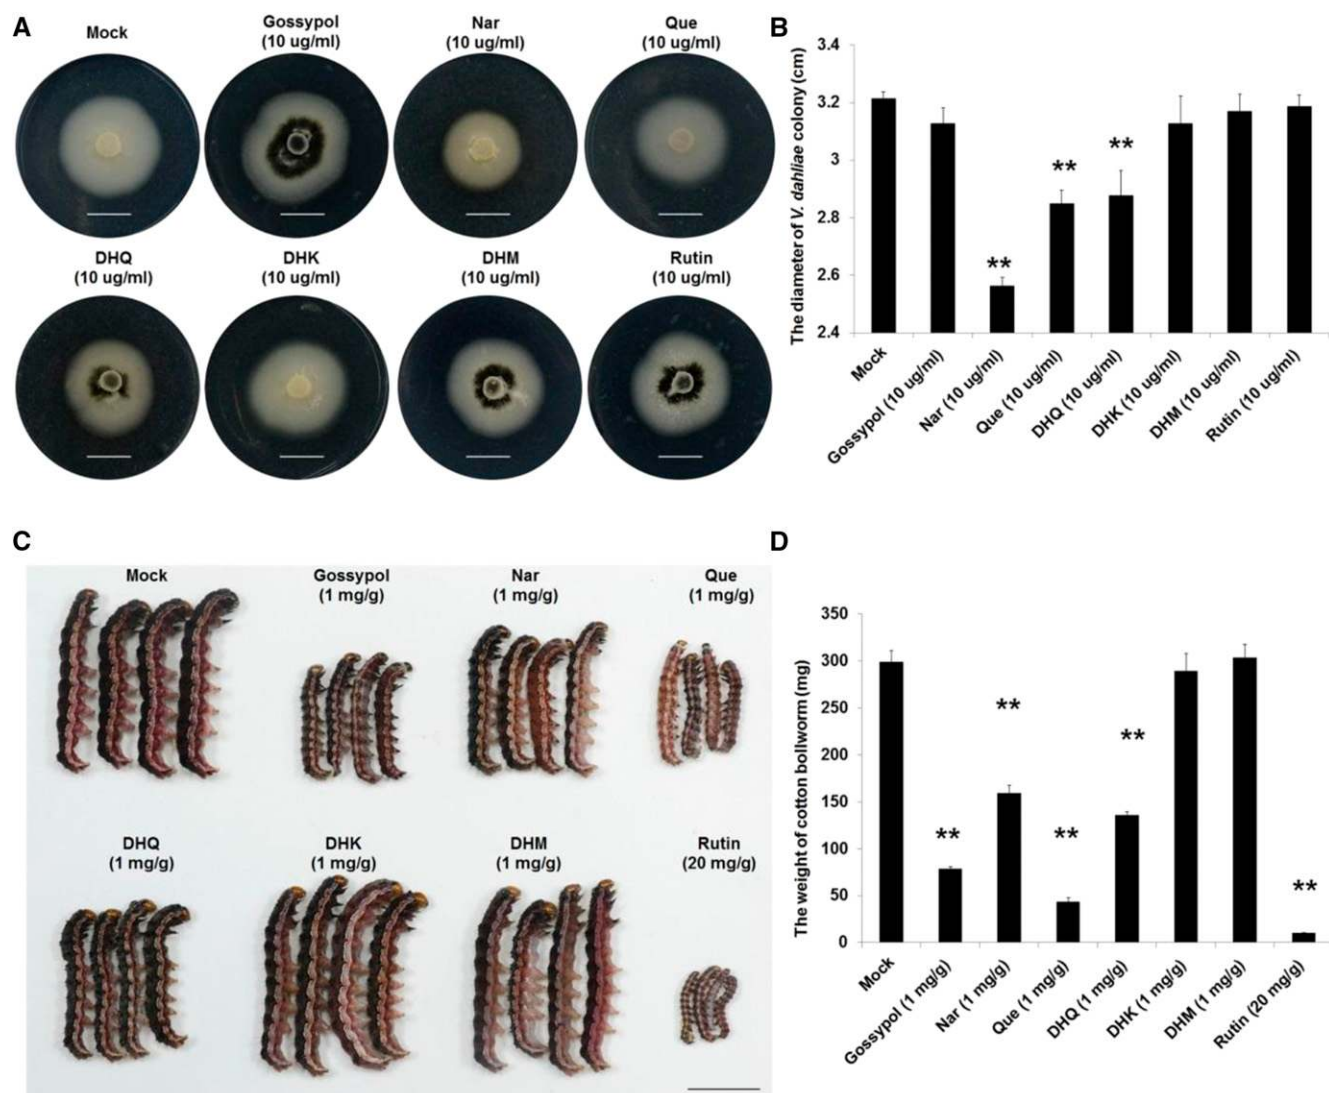 A
Mock
Gossypol
(10 ug/ml)
Nar
(10 ug/ml)
Que
(10 ug/ml)
DHQ
(10 ug/ml)
DHK
(10 ug/ml)
DHM
(10 ug/ml)
Rutin
(10 ug/ml)
B
The diameter of V. dahliae colony (cm)
3.4
3.2
3
2.8
2.6
2.4
**
**
**
Mock
Gossypol (10 ug/ml)
Nar (10 ug/ml)
Que (10 ug/ml)
DHQ (10 ug/ml)
DHK (10 ug/ml)
DHM (10 ug/ml)
Rutin (10 ug/ml)
C
Mock
Gossypol
(1 mg/g)
Nar
(1 mg/g)
Que
(1 mg/g)
DHQ
(1 mg/g)
DHK
(1 mg/g)
DHM
(1 mg/g)
Rutin
(20 mg/g)
D
The weight of cotton bollworm (mg)
350
300
250
200
150
100
50
0
**
**
**
**
**
Mock
Gossypol (1 mg/g)
Nar (1 mg/g)
Que (1 mg/g)
DHQ (1 mg/g)
DHK (1 mg/g)
DHM (1 mg/g)
Rutin (20 mg/g)